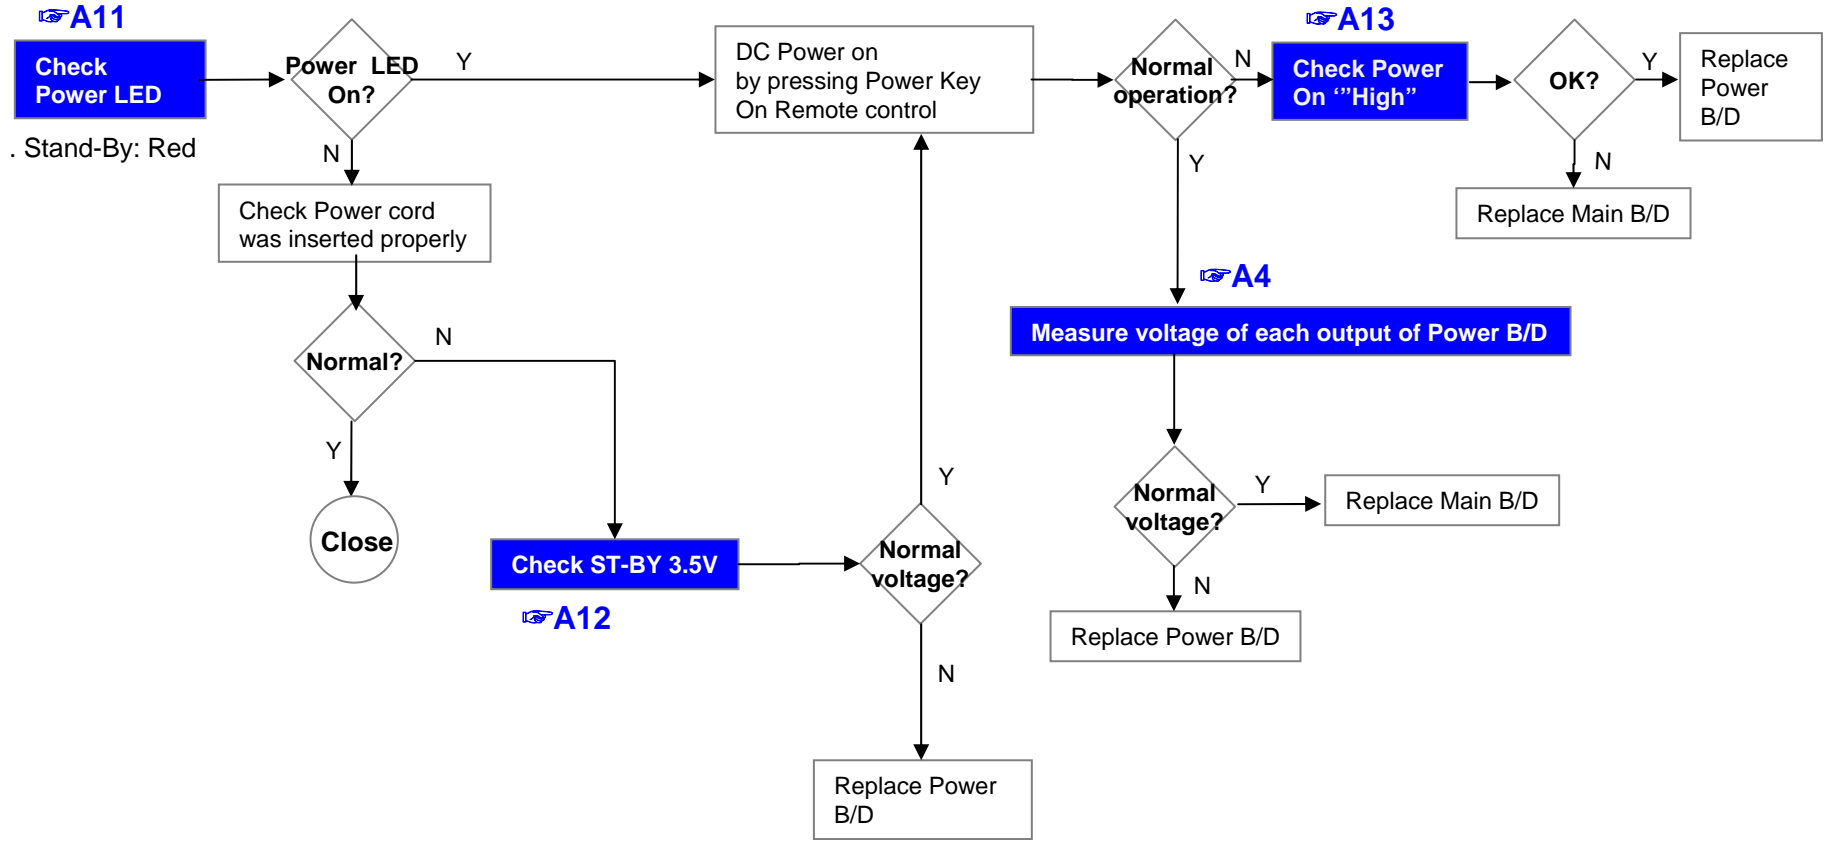 ☞A11
Check
Power LED
. Stand-By: Red
Power LED
On?
Y
N
Check Power cord
was inserted properly
Normal?
N
Y
Close
Check ST-BY 3.5V
☞A12
Normal
voltage?
Y
N
Replace Power
B/D
DC Power on
by pressing Power Key
On Remote control
Normal
operation?
N
Y
☞A13
Check Power
On ‘”High”
OK?
Y
N
Replace
Power
B/D
Replace Main B/D
☞A4
Measure voltage of each output of Power B/D
Normal
voltage?
Y
N
Replace Main B/D
Replace Power B/D